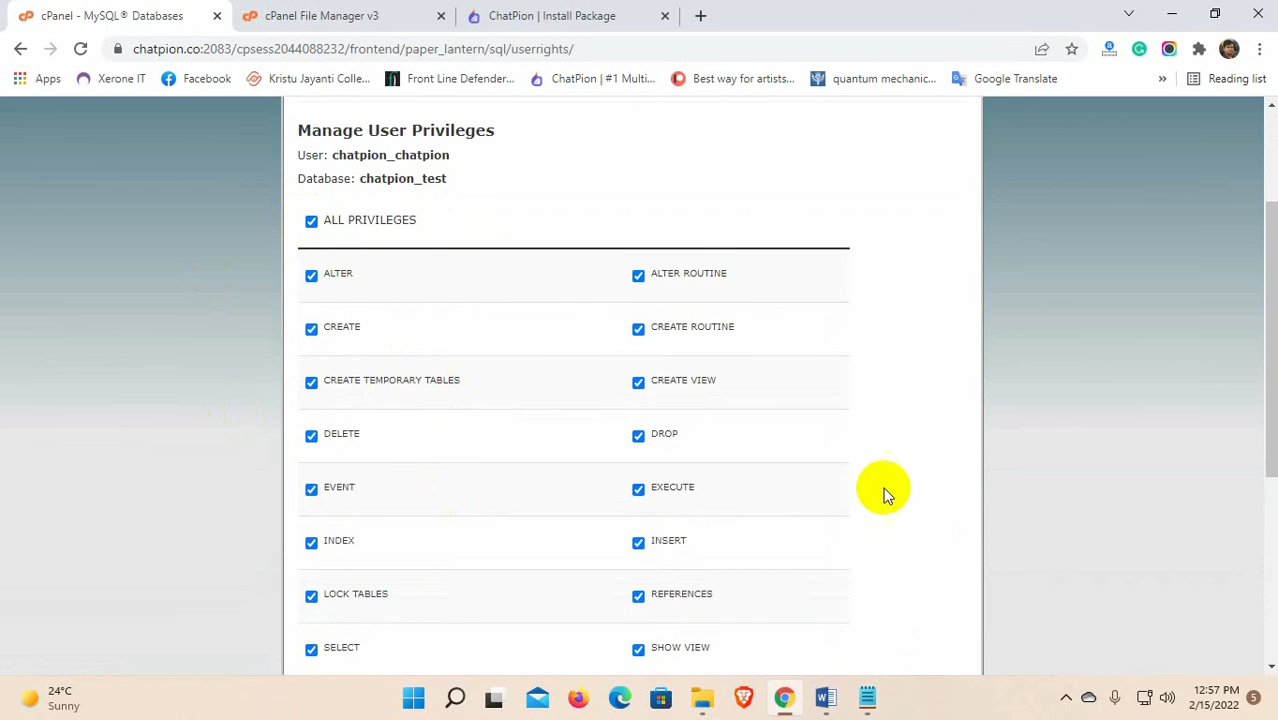 cPanel - MySQL® Databases
cPanel File Manager v3
ChatPion | Install Package
chatpion.co:2083/cpsess2044088232/frontend/paper_lantern/sql/userrights/
Apps
Xerone IT
Facebook
Kristu Jayanti Colle...
Front Line Defender...
ChatPion | #1 Multi...
Best way for artists...
quantum mechanic...
Google Translate
Reading list
Manage User Privileges
User: chatpion_chatpion
Database: chatpion_test
ALL PRIVILEGES
ALTER
ALTER ROUTINE
CREATE
CREATE ROUTINE
CREATE TEMPORARY TABLES
CREATE VIEW
DELETE
DROP
EVENT
EXECUTE
INDEX
INSERT
LOCK TABLES
REFERENCES
SELECT
SHOW VIEW
24°C
Sunny
12:57 PM
2/15/2022
5